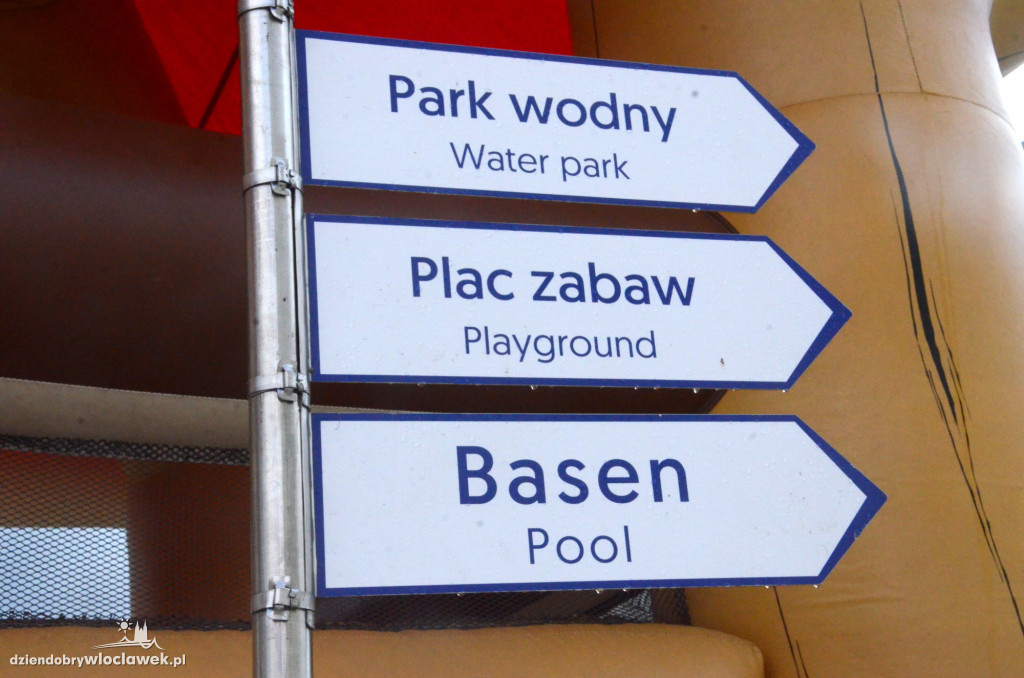 Park wodny
Water park
Plac zabaw
Playground
Basen
Pool
dziendobrywloclawek.pl